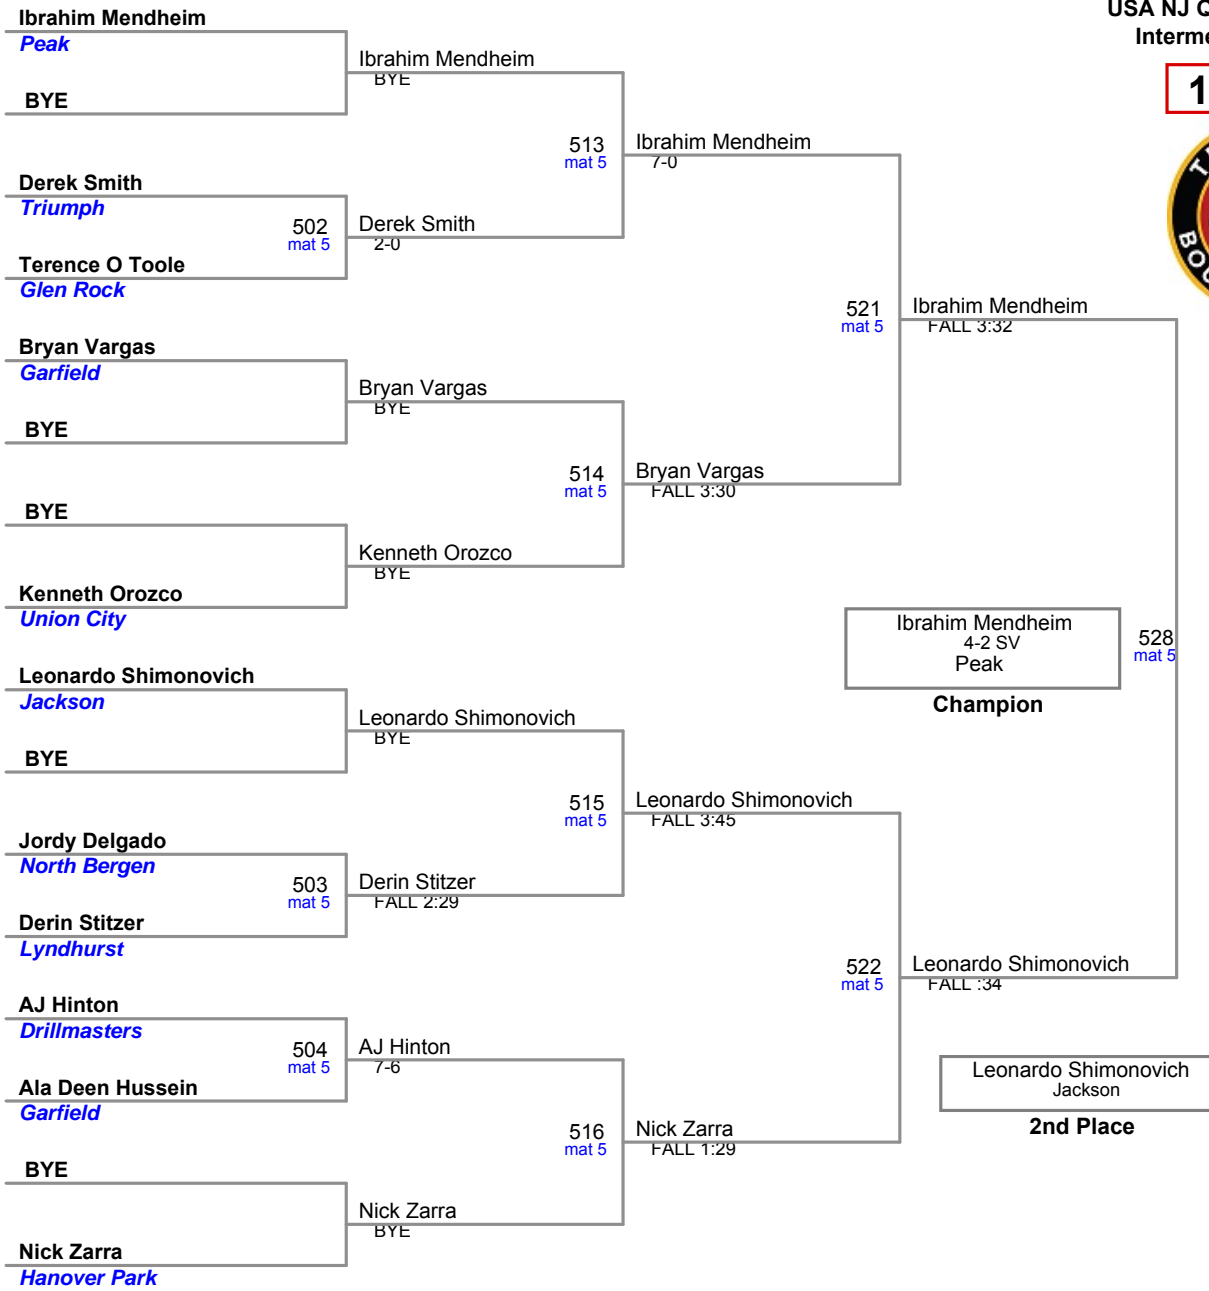 Ibrahim Mendheim
Peak
BYE
Derek Smith
Triumph
Terence O Toole
Glen Rock
Bryan Vargas
Garfield
BYE
BYE
Kenneth Orozco
Union City
Leonardo Shimonovich
Jackson
BYE
Jordy Delgado
North Bergen
Derin Stitzer
Lyndhurst
AJ Hinton
Drillmasters
Ala Deen Hussein
Garfield
BYE
Nick Zarra
Hanover Park
502
mat 5
503
mat 5
504
mat 5
Ibrahim Mendheim
BYE
Derek Smith
2-0
Bryan Vargas
BYE
Kenneth Orozco
BYE
Leonardo Shimonovich
BYE
Derin Stitzer
FALL 2:29
AJ Hinton
7-6
Nick Zarra
BYE
513
mat 5
514
mat 5
515
mat 5
516
mat 5
Ibrahim Mendheim
7-0
Bryan Vargas
FALL 3:30
Leonardo Shimonovich
FALL 3:45
Nick Zarra
FALL 1:29
521
mat 5
522
mat 5
Ibrahim Mendheim
FALL 3:32
Leonardo Shimonovich
FALL :34
528
mat 5
Ibrahim Mendheim
4-2 SV
Peak
Champion
Leonardo Shimonovich
Jackson
2nd Place
USA NJ Q
Interme
1